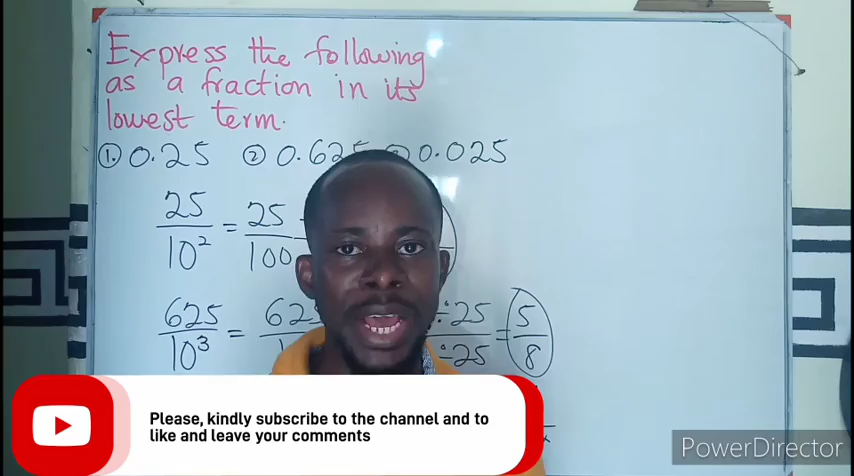 Express the following
as a fraction in its
lowest term.
① 0.25 ② 0.625 0.025
25/10² = 25/100
625/10³ = ÷25/÷25 = 5/8
Please, kindly subscribe to the channel and to
like and leave your comments
PowerDirector